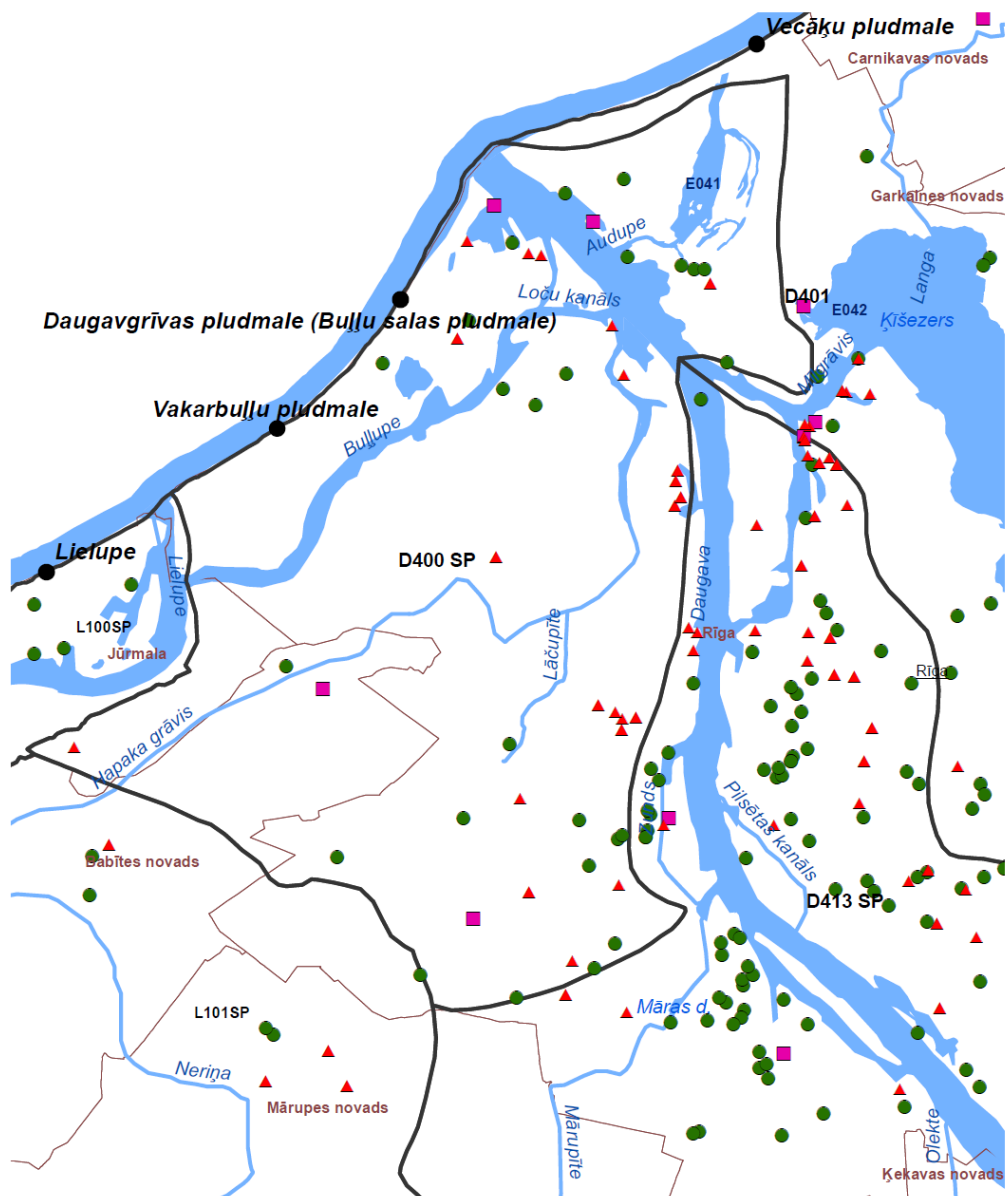 Vecāķu pludmale
Carnikavas novads
E041
Garkalnes novads
Audupe
Langa
Loču kanāls
D401
E042
Ķīšezers
Daugavgrīvas pludmale (Buļļu salas pludmale)
Mīlgrāvis
Vakarbuļļu pludmale
Buļļupe
Lielupe
D400 SP
Lielupe
Daugava
L100SP
Rīga
Jūrmala
Lāčupīte
Rīga
Hapaka grāvis
Zunds
Pilsētas kanāls
Babītes novads
D413 SP
L101SP
Māras d.
Neriņa
Mārupes novads
Mārupīte
Olekte
Ķekavas novads